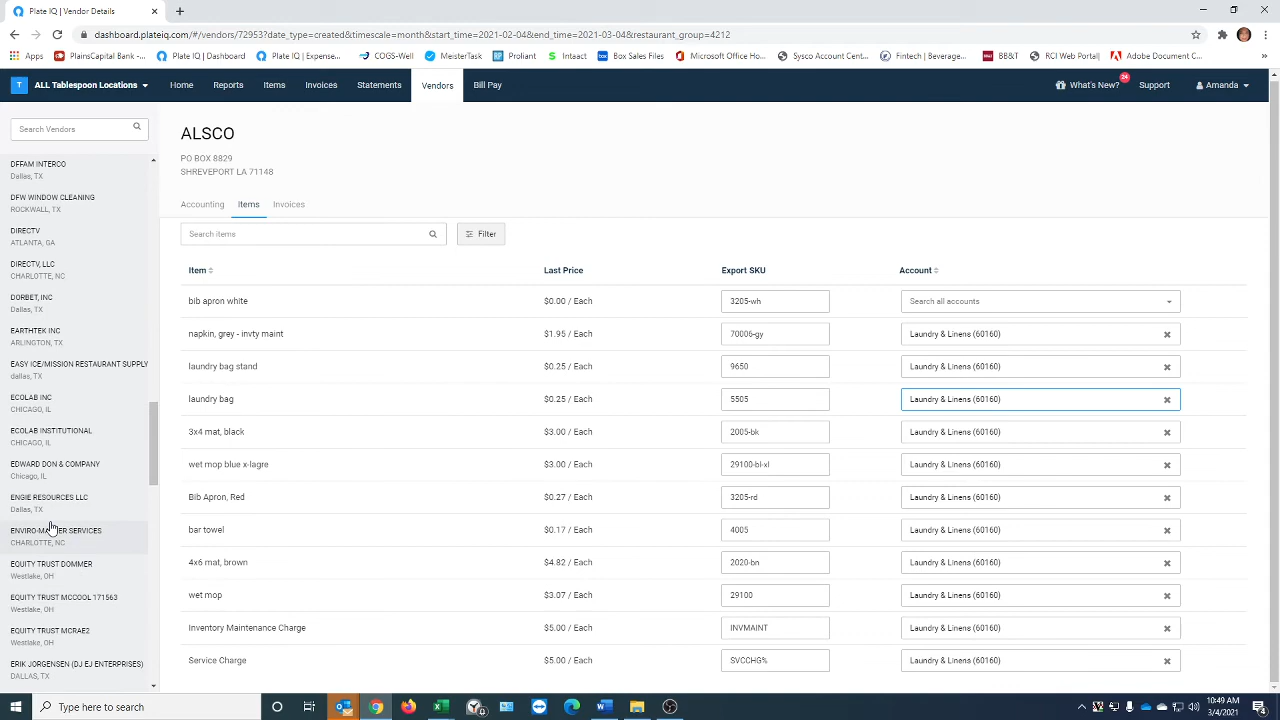 Plate IQ | Vendor Details
dashboard.plateiq.com/#/vendors/72953?date_type=created&timescale=month&start_time=2021-02-04&end_time=2021-03-04&restaurant_group=4212
Apps PlainsCapital Bank - Plate IQ | Dashboard Plate IQ | Expense... COGS-Well MeisterTask Proliant Intacct Box Sales Files Microsoft Office Ho... Sysco Account Center... Fintech | Beverage... BB&T RCI Web Portal| Adobe Document C... »
ALL Tablespoon Locations Home Reports Items Invoices Statements Vendors Bill Pay What's New? 24 Support Amanda
Search Vendors
DFFAM INTERCO
Dallas, TX
DFW WINDOW CLEANING
ROCKWALL, TX
DIRECTV
ATLANTA, GA
DIRECTV, LLC
CHARLOTTE, NC
DORBET, INC
Dallas, TX
EARTHTEK INC
ARLINGTON, TX
EASY ICE/MISSION RESTAURANT SUPPLY
dallas, TX
ECOLAB INC
CHICAGO, IL
ECOLAB INSTITUTIONAL
CHICAGO, IL
EDWARD DON & COMPANY
Chicago, IL
ENGIE RESOURCES LLC
Dallas, TX
SERVICES
CHARLOTTE, NC
EQUITY TRUST DOMMER
Westlake, OH
EQUITY TRUST MCCOOL 171563
Westlake, OH
EQUITY TRUST MCRAE2
Westlake, OH
ERIK JORGENSEN (DJ EJ ENTERPRISES)
DALLAS, TX
ALSCO
PO BOX 8829
SHREVEPORT LA 71148
Accounting Items Invoices
Search items Filter
Item Last Price Export SKU Account
bib apron white $0.00 / Each 3205-wh Search all accounts
napkin, grey - invty maint $1.95 / Each 70006-gy Laundry & Linens (60160)
laundry bag stand $0.25 / Each 9650 Laundry & Linens (60160)
laundry bag $0.25 / Each 5505 Laundry & Linens (60160)
3x4 mat, black $3.00 / Each 2005-bk Laundry & Linens (60160)
wet mop blue x-lagre $3.00 / Each 29100-bl-xl Laundry & Linens (60160)
Bib Apron, Red $0.27 / Each 3205-rd Laundry & Linens (60160)
bar towel $0.17 / Each 4005 Laundry & Linens (60160)
4x6 mat, brown $4.82 / Each 2020-bn Laundry & Linens (60160)
wet mop $3.07 / Each 29100 Laundry & Linens (60160)
Inventory Maintenance Charge $5.00 / Each INVMAINT Laundry & Linens (60160)
Service Charge $5.00 / Each SVCCHG% Laundry & Linens (60160)
Type here to search
10:49 AM
3/4/2021